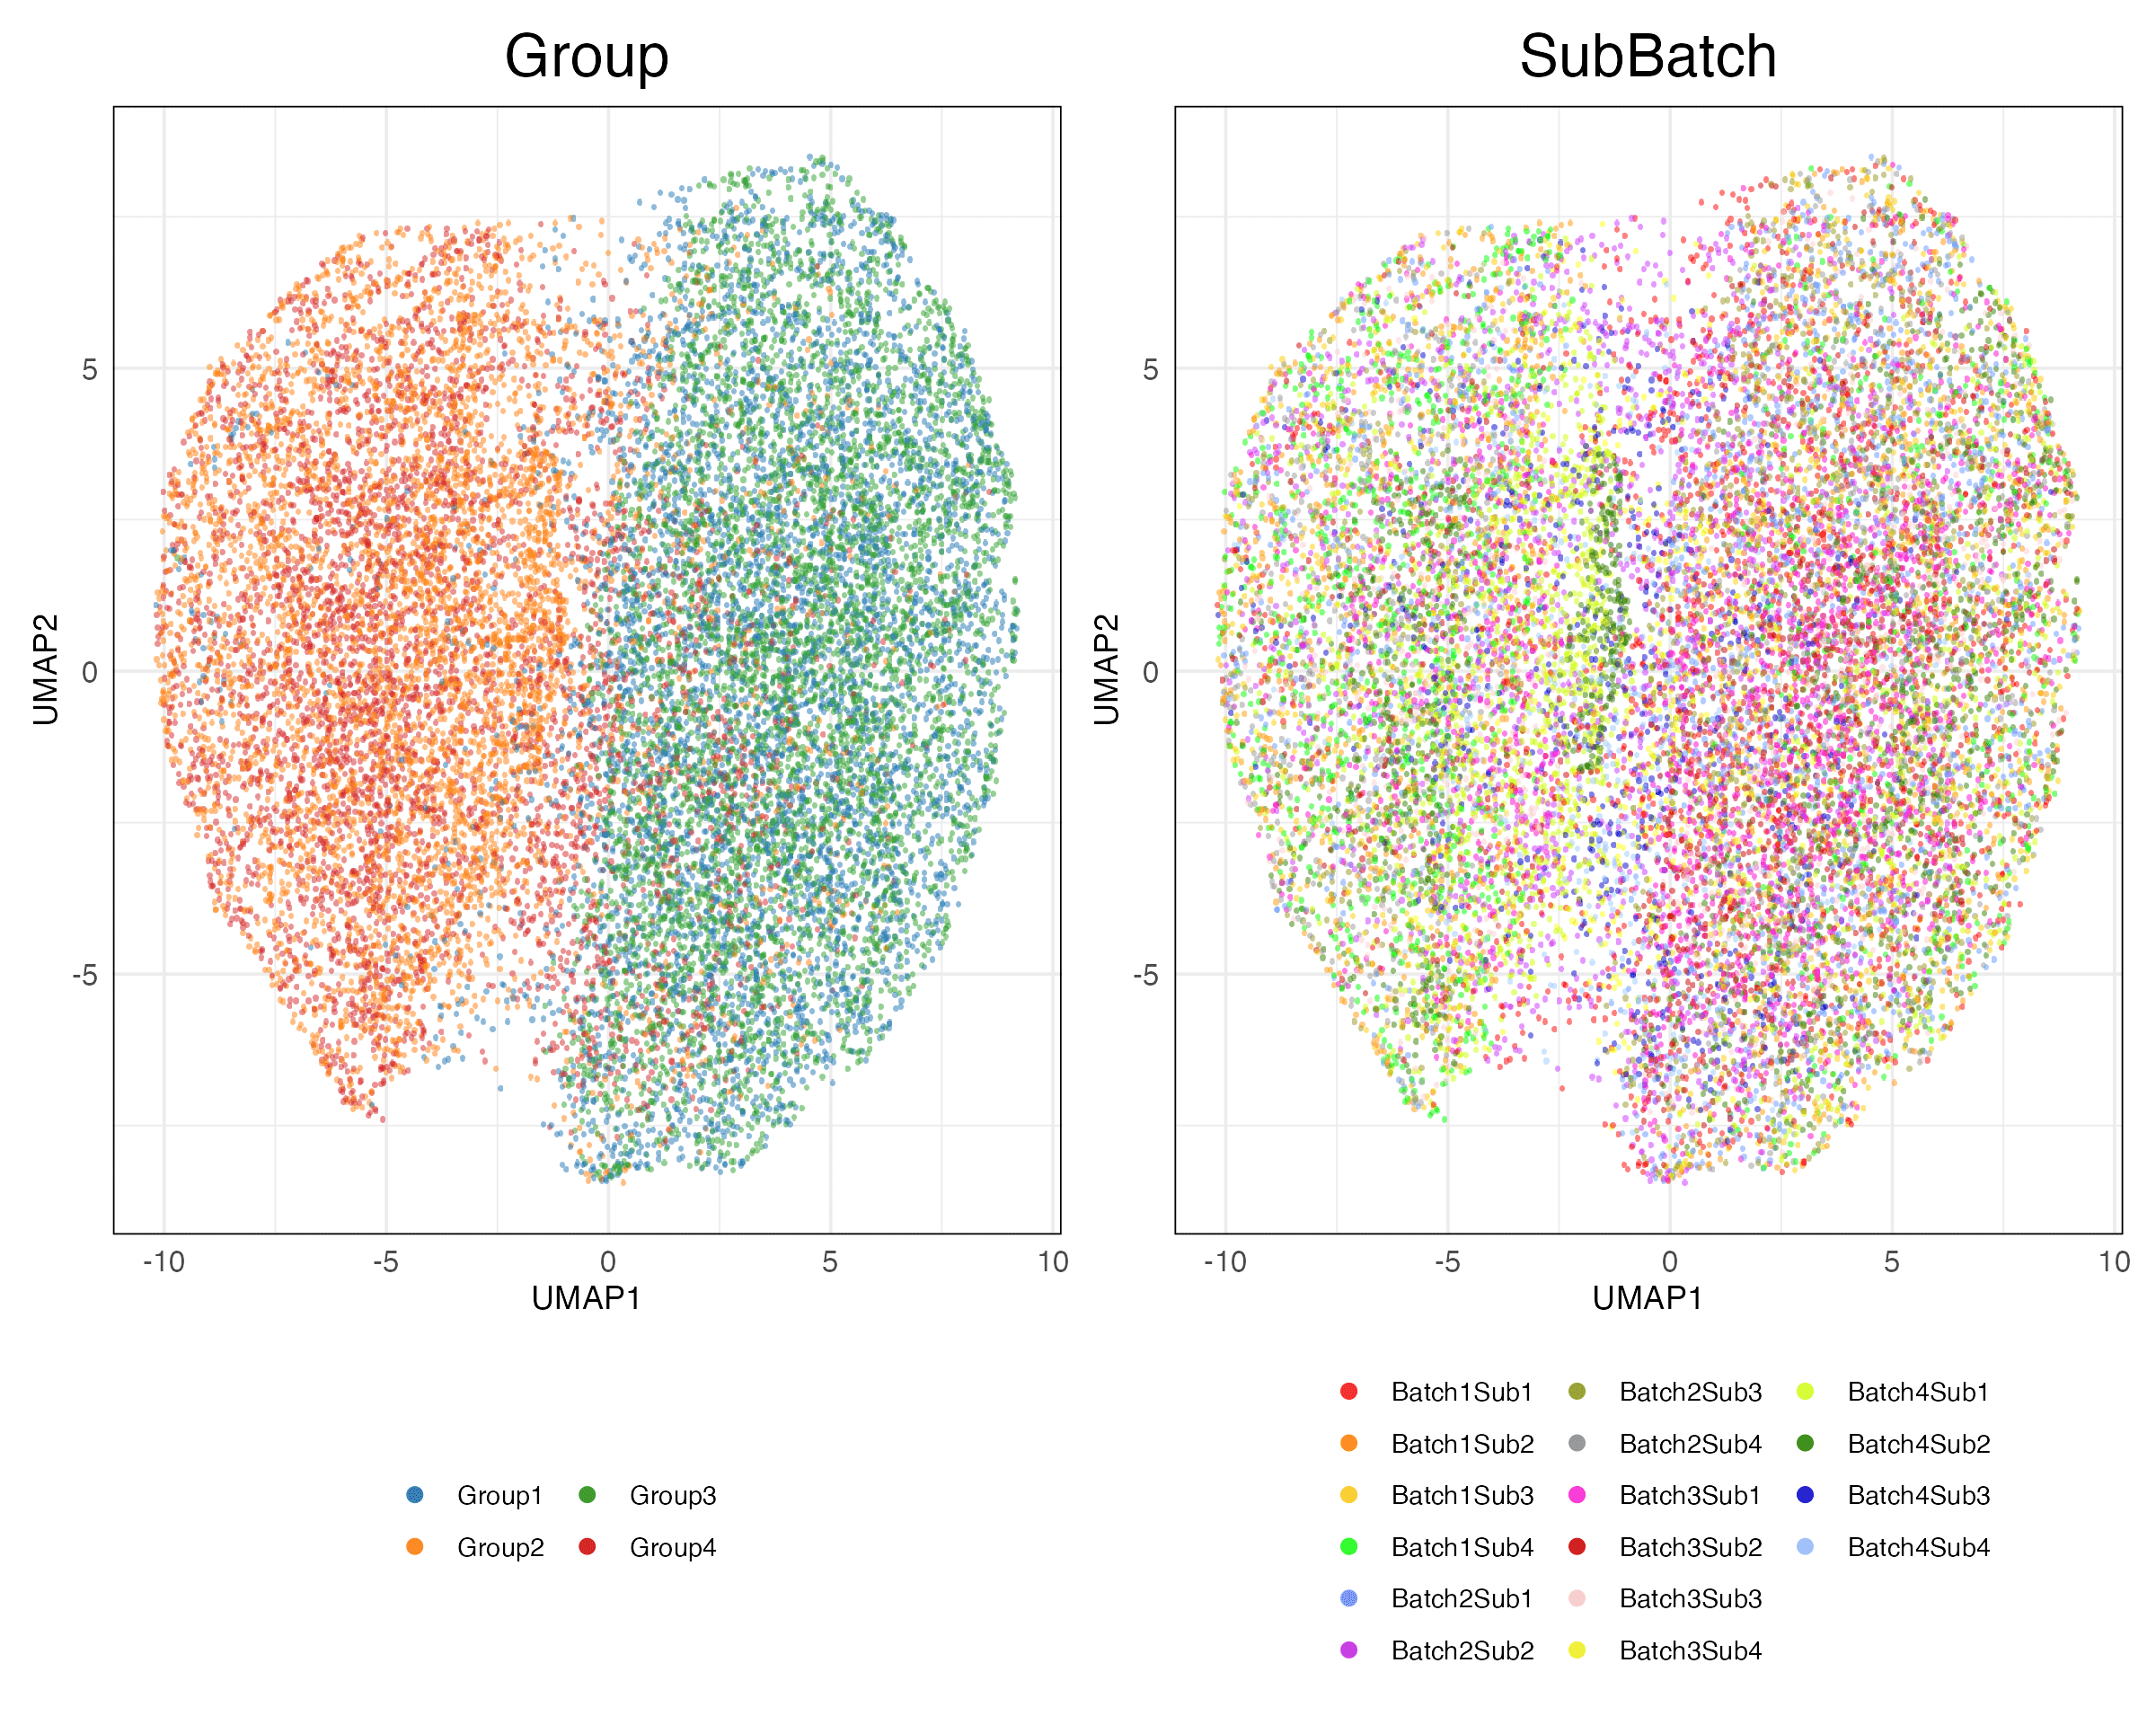 Group
SubBatch
5
0
-5
UMAP2
-10 -5 0 5 10
UMAP1
5
0
-5
UMAP2
-10 -5 0 5 10
UMAP1
Group1 Group3
Group2 Group4
Batch1Sub1 Batch2Sub3 Batch4Sub1
Batch1Sub2 Batch2Sub4 Batch4Sub2
Batch1Sub3 Batch3Sub1 Batch4Sub3
Batch1Sub4 Batch3Sub2 Batch4Sub4
Batch2Sub1 Batch3Sub3
Batch2Sub2 Batch3Sub4